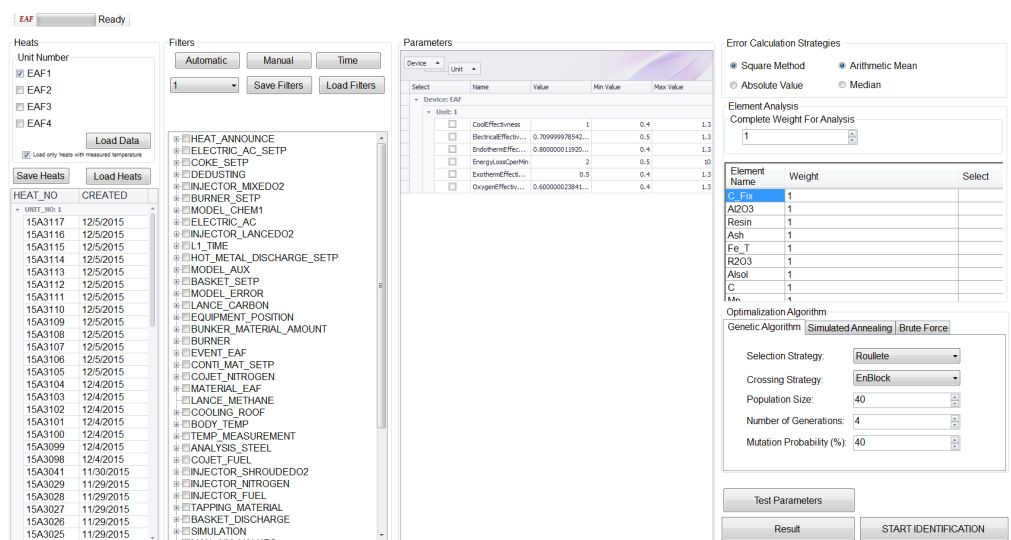 EAF Ready
Heats
Unit Number
EAF1
EAF2
EAF3
EAF4
Load Data
Load only heats with measured temperature
Save Heats Load Heats
HEAT_NO CREATED
UNIT_NO: 1
15A3117 12/5/2015
15A3116 12/5/2015
15A3115 12/5/2015
15A3114 12/5/2015
15A3113 12/5/2015
15A3112 12/5/2015
15A3111 12/5/2015
15A3110 12/5/2015
15A3109 12/5/2015
15A3108 12/5/2015
15A3107 12/5/2015
15A3106 12/5/2015
15A3105 12/5/2015
15A3104 12/4/2015
15A3103 12/4/2015
15A3102 12/4/2015
15A3101 12/4/2015
15A3100 12/4/2015
15A3099 12/4/2015
15A3098 12/4/2015
15A3041 11/30/2015
15A3029 11/29/2015
15A3028 11/29/2015
15A3027 11/29/2015
15A3026 11/29/2015
15A3025 11/29/2015
Filters
Automatic Manual Time
1 Save Filters Load Filters
HEAT_ANNOUNCE
ELECTRIC_AC_SETP
COKE_SETP
DEDUSTING
INJECTOR_MIXEDO2
BURNER_SETP
MODEL_CHEM1
ELECTRIC_AC
INJECTOR_LANCEDO2
L1_TIME
HOT_METAL_DISCHARGE_SETP
MODEL_AUX
BASKET_SETP
MODEL_ERROR
LANCE_CARBON
EQUIPMENT_POSITION
BUNKER_MATERIAL_AMOUNT
BURNER
EVENT_EAF
CONTI_MAT_SETP
COJET_NITROGEN
MATERIAL_EAF
LANCE_METHANE
COOLING_ROOF
BODY_TEMP
TEMP_MEASUREMENT
ANALYSIS_STEEL
COJET_FUEL
INJECTOR_SHROUDEDO2
INJECTOR_NITROGEN
INJECTOR_FUEL
TAPPING_MATERIAL
BASKET_DISCHARGE
SIMULATION
Parameters
Device
Unit
Select Name Value Min Value Max Value
Device: EAF
Unit: 1
CoolEffectivness 1 0.4 1.3
ElectricalEffectiv... 0.709999978542... 0.5 1.3
EndothermEffec... 0.800000011920... 0.4 1.3
EnergyLossCperMin 2 0.5 10
ExothermEffecti... 0.5 0.4 1.3
OxygenEffectiv... 0.600000023841... 0.4 1.3
Error Calculation Strategies
Square Method Arithmetic Mean
Absolute Value Median
Element Analysis
Complete Weight For Analysis
1
Element Name Weight Select
C_Fix 1
Al2O3 1
Resin 1
Ash 1
Fe_T 1
R2O3 1
Alsol 1
C 1
Mn 1
Optimalization Algorithm
Genetic Algorithm Simulated Annealing Brute Force
Selection Strategy: Roullete
Crossing Strategy: EnBlock
Population Size: 40
Number of Generations: 4
Mutation Probability (%): 40
Test Parameters
Result START IDENTIFICATION